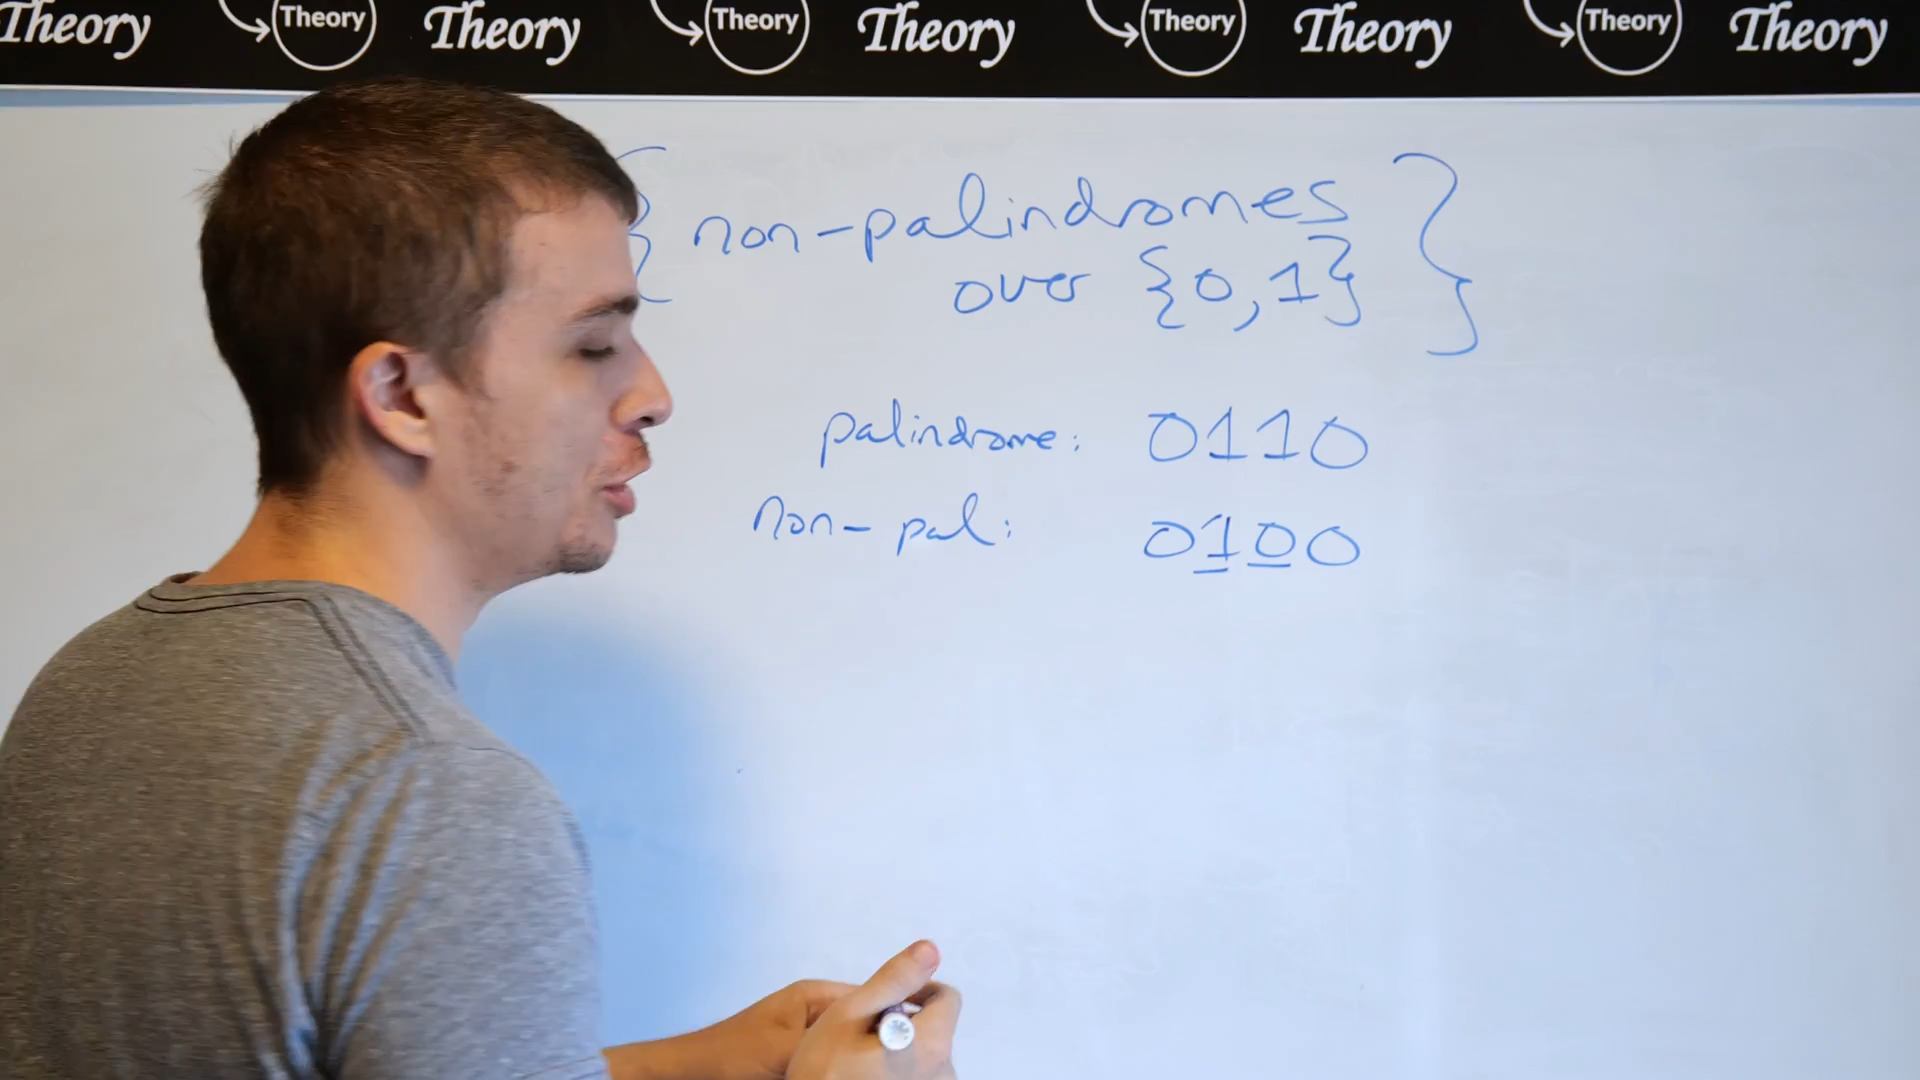 Theory Theory Theory Theory Theory Theory Theory Theory Theory
{ non-palindromes }
over {0,1}
palindrome: 0110
non-pal: 0100